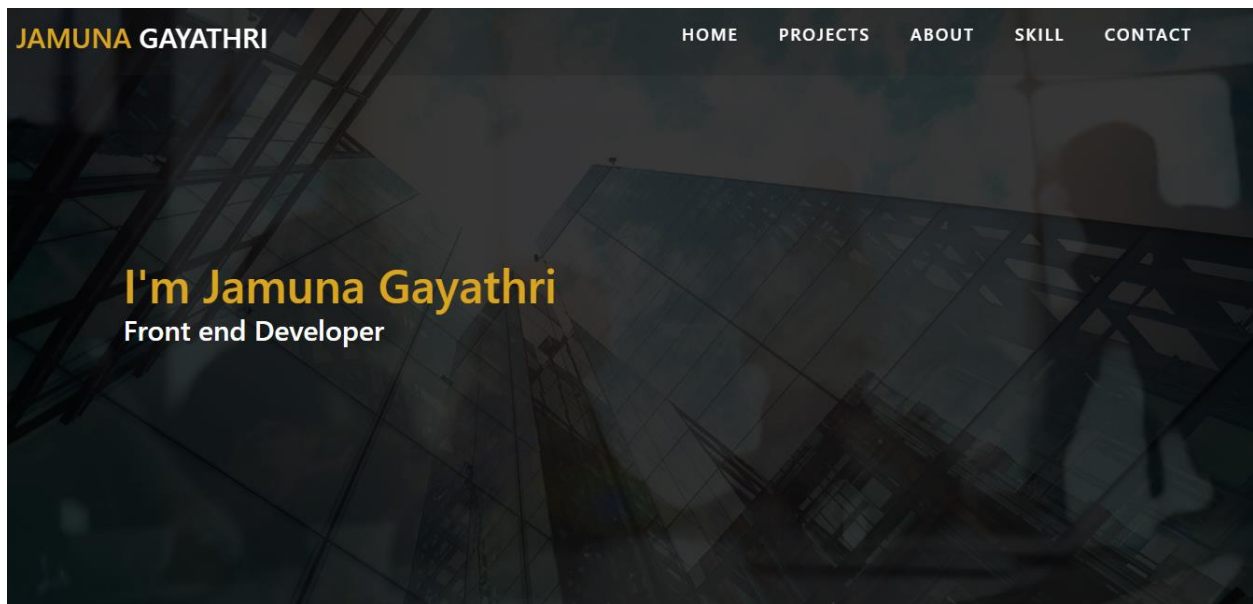 JAMUNA GAYATHRI HOME PROJECTS ABOUT SKILL CONTACT
I'm Jamuna Gayathri
Front end Developer